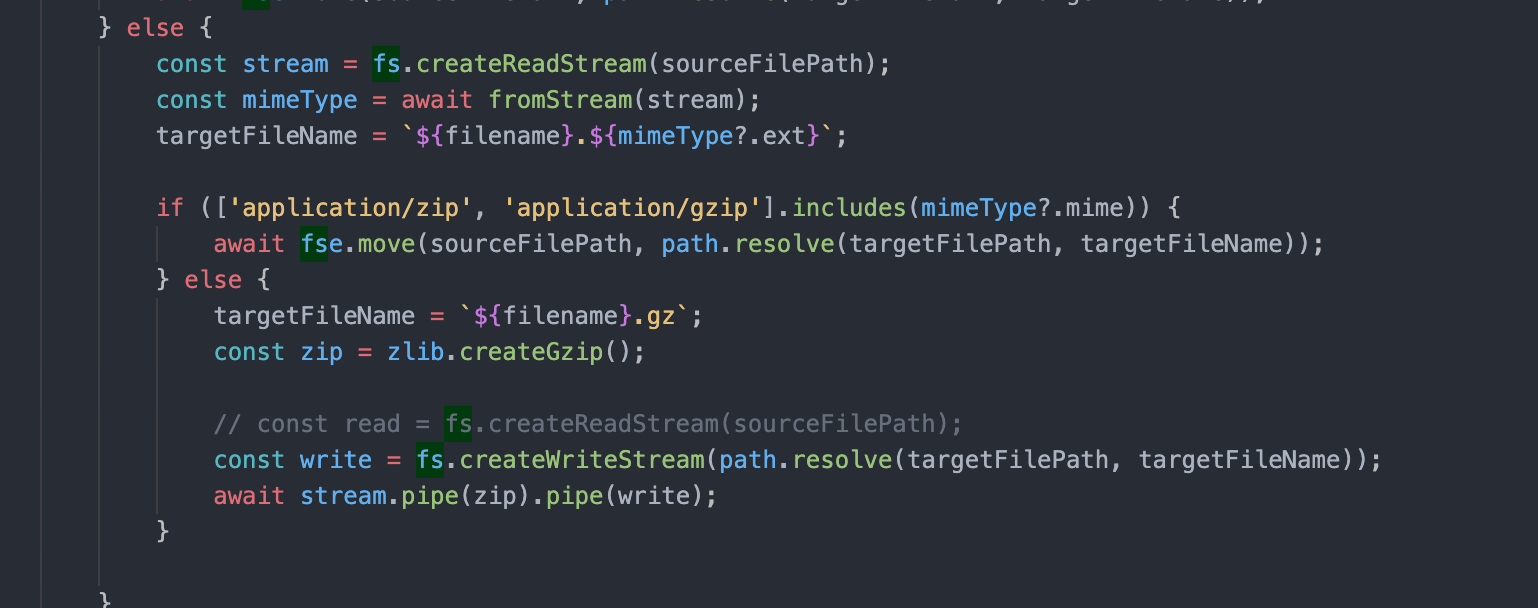 } else {
const stream = fs.createReadStream(sourceFilePath);
const mimeType = await fromStream(stream);
targetFileName = `${filename}.${mimeType?.ext}`;
if (['application/zip', 'application/gzip'].includes(mimeType?.mime)) {
await fse.move(sourceFilePath, path.resolve(targetFilePath, targetFileName));
} else {
targetFileName = `${filename}.gz`;
const zip = zlib.createGzip();
// const read = fs.createReadStream(sourceFilePath);
const write = fs.createWriteStream(path.resolve(targetFilePath, targetFileName));
await stream.pipe(zip).pipe(write);
}
}